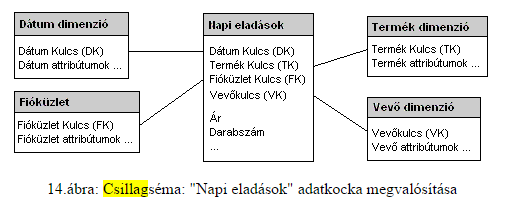 Dátum dimenzió
Dátum Kulcs (DK)
Dátum attribútumok ...
Fióküzlet
Fióküzlet Kulcs (FK)
Fióküzlet attribútumok ...
Napi eladások
Dátum Kulcs (DK)
Termék Kulcs (TK)
Fióküzlet Kulcs (FK)
Vevőkulcs (VK)
Ár
Darabszám
...
Termék dimenzió
Termék Kulcs (TK)
Termék attribútumok ...
Vevő dimenzió
Vevőkulcs (VK)
Vevő attribútumok ...
14.ábra: Csillagséma: "Napi eladások" adatkocka megvalósítása